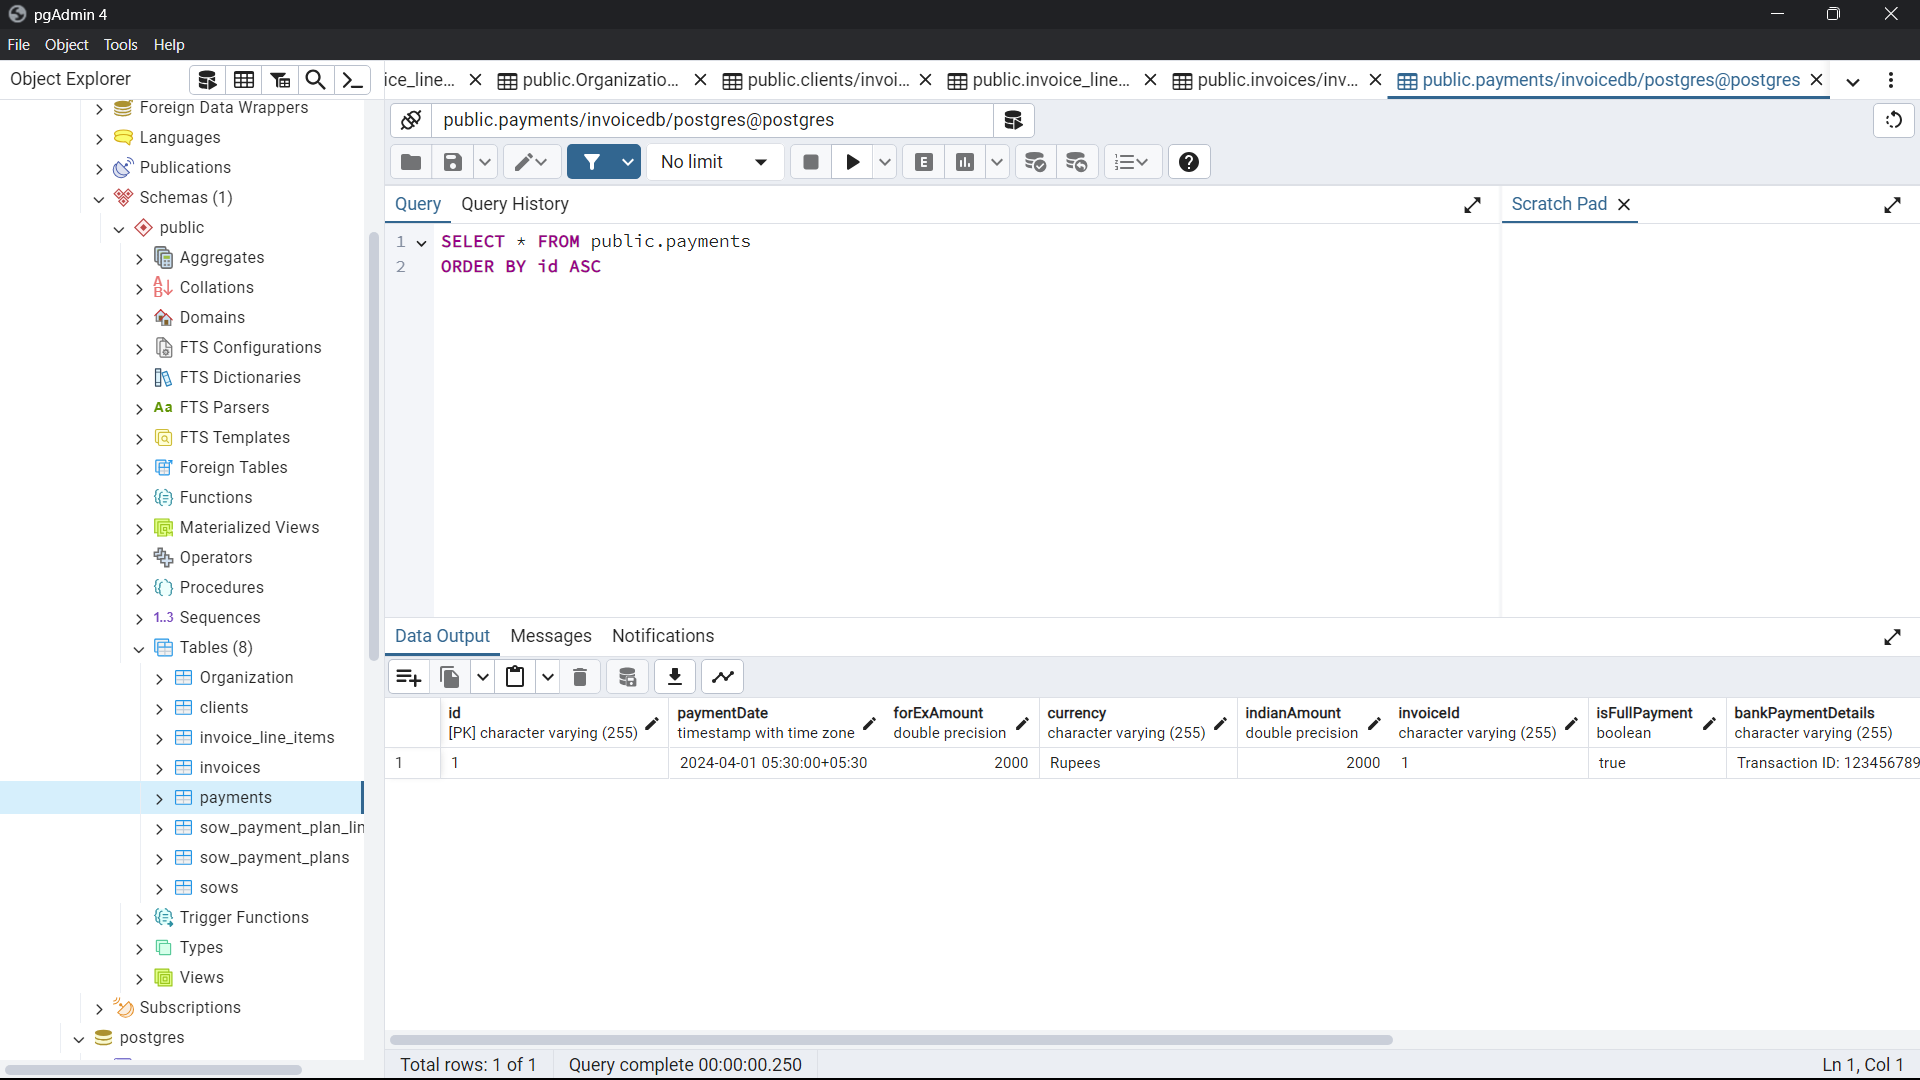 pgAdmin 4
File Object Tools Help
Object Explorer
ice_line...
public.Organizatio...
public.clients/invoi...
public.invoice_line...
public.invoices/inv...
public.payments/invoicedb/postgres@postgres
public.payments/invoicedb/postgres@postgres
No limit
E
Query Query History
Scratch Pad
1 SELECT * FROM public.payments
2 ORDER BY id ASC
Foreign Data Wrappers
Languages
Publications
Schemas (1)
public
Aggregates
Collations
Domains
FTS Configurations
FTS Dictionaries
Aa FTS Parsers
FTS Templates
Foreign Tables
Functions
Materialized Views
Operators
Procedures
1..3 Sequences
Tables (8)
Organization
clients
invoice_line_items
invoices
payments
sow_payment_plan_lin
sow_payment_plans
sows
Trigger Functions
Types
Views
Subscriptions
postgres
Data Output Messages Notifications
id
[PK] character varying (255)
paymentDate
timestamp with time zone
forExAmount
double precision
currency
character varying (255)
indianAmount
double precision
invoiceId
character varying (255)
isFullPayment
boolean
bankPaymentDetails
character varying (255)
1 1 2024-04-01 05:30:00+05:30 2000 Rupees 2000 1 true Transaction ID: 123456789
Total rows: 1 of 1 Query complete 00:00:00.250 Ln 1, Col 1